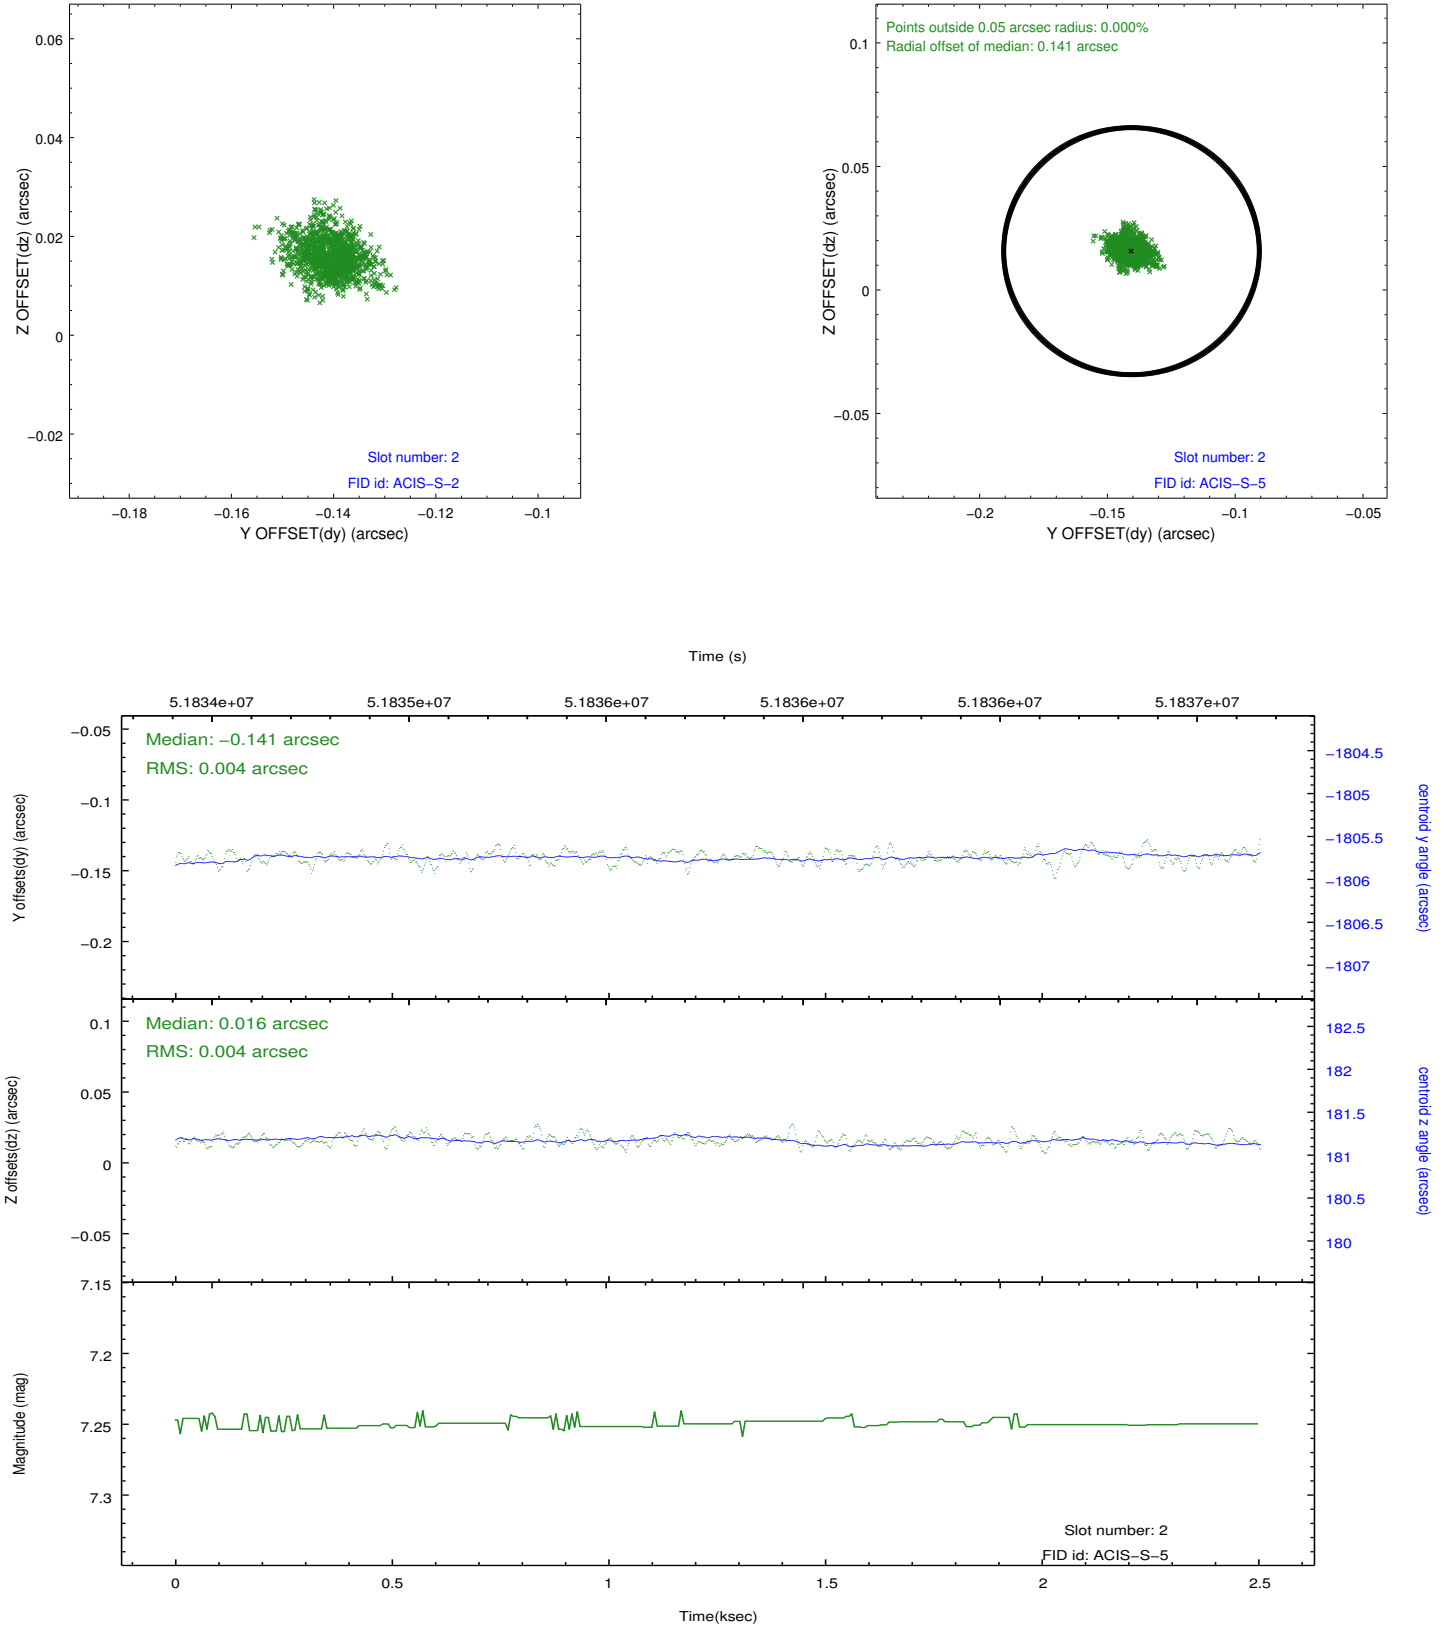 0.06
0.04
0.02
0
−0.02
Z OFFSET(dz) (arcsec)
Slot number: 2
FID id: ACIS−S−2
−0.18
−0.16
−0.14
−0.12
−0.1
Y OFFSET(dy) (arcsec)
Points outside 0.05 arcsec radius: 0.000%
Radial offset of median: 0.141 arcsec
0.1
0.05
0
−0.05
Z OFFSET(dz) (arcsec)
Slot number: 2
FID id: ACIS−S−5
−0.2
−0.15
−0.1
−0.05
Y OFFSET(dy) (arcsec)
Time (s)
5.1834e+07
5.1835e+07
5.1836e+07
5.1836e+07
5.1836e+07
5.1837e+07
Median: −0.141 arcsec
RMS: 0.004 arcsec
−0.05
−0.1
−0.15
−0.2
Y offsets(dy) (arcsec)
−1804.5
−1805
−1805.5
−1806
−1806.5
−1807
centroid y angle (arcsec)
Median: 0.016 arcsec
RMS: 0.004 arcsec
0.1
0.05
0
−0.05
Z offsets(dz) (arcsec)
182.5
182
181.5
181
180.5
180
centroid z angle (arcsec)
7.15
7.2
7.25
7.3
Magnitude (mag)
Slot number: 2
FID id: ACIS−S−5
0
0.5
1
1.5
2
2.5
Time(ksec)